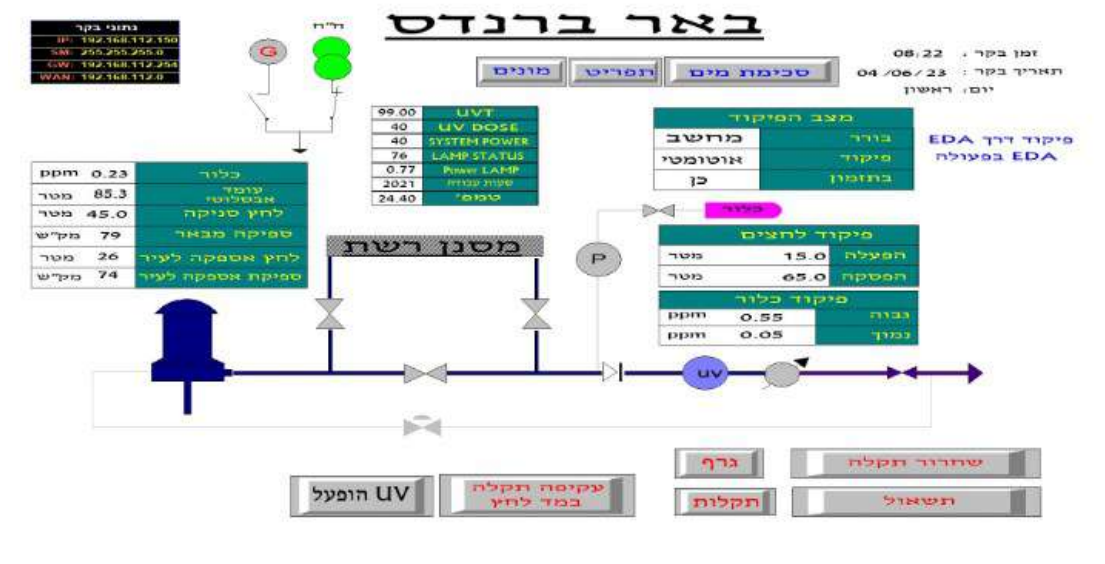 באר ברנדס
נתוני בקר
IP: 192.168.112.150
SM: 255.255.255.0
GW: 192.168.112.254
WAN: 192.168.112.0
ח"ח
G
זמן בקר . 08:22
תאריך בקר : 04/06/23
יום: ראשון
סכימת מים
תפריט
מונים
UVT 99.00
UV DOSE 40
SYSTEM POWER 40
LAMP STATUS 76
Power LAMP 0.77
שעות עבודה 2021
טמפ' 24.40
מצב הפיקוד
בורר מחשב
פיקוד אוטומטי
בתזמון כן
פיקוד דרך EDA
EDA בפעולה
כלור 0.23 ppm
עומד אבסלוטי 85.3 מטר
לחץ סניקה 45.0 מטר
ספיקה מבאר 79 מק"ש
לחץ אספקה לעיר 26 מטר
ספיקת אספקה לעיר 74 מק"ש
כלור
מסנן רשת
P
פיקוד לחצים
הפעלה 15.0 מטר
הפסקה 65.0 מטר
פיקוד כלור
גבוה 0.55 ppm
נמוך 0.05 ppm
uv
שחרור תקלה
גרף
תשאול
תקלות
עקיפה תקלה
במד לחץ
UV הופעל